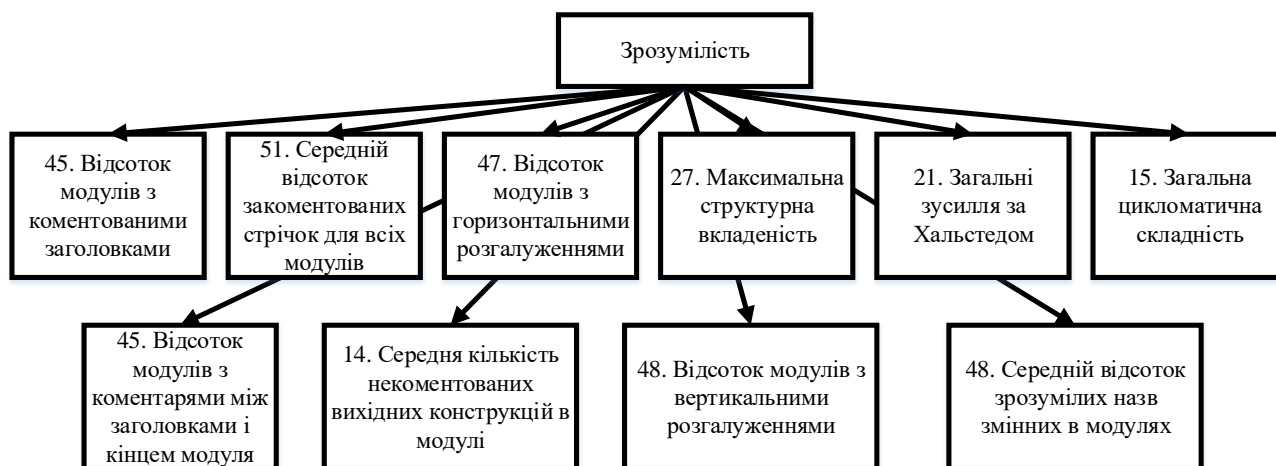 Зрозумілість
45. Відсоток
модулів з
коментованими
заголовками
51. Середній
відсоток
закоментованих
стрічок для всіх
модулів
47. Відсоток
модулів з
горизонтальними
розгалуженнями
27. Максимальна
структурна
вкладеність
21. Загальні
зусилля за
Хальстедом
15. Загальна
цикломатична
складність
45. Відсоток
модулів з
коментарями між
заголовками і
кінцем модуля
14. Середня кількість
некоментованих
вихідних конструкцій в
модулі
48. Відсоток модулів з
вертикальними
розгалуженнями
48. Середній відсоток
зрозумілих назв
змінних в модулях